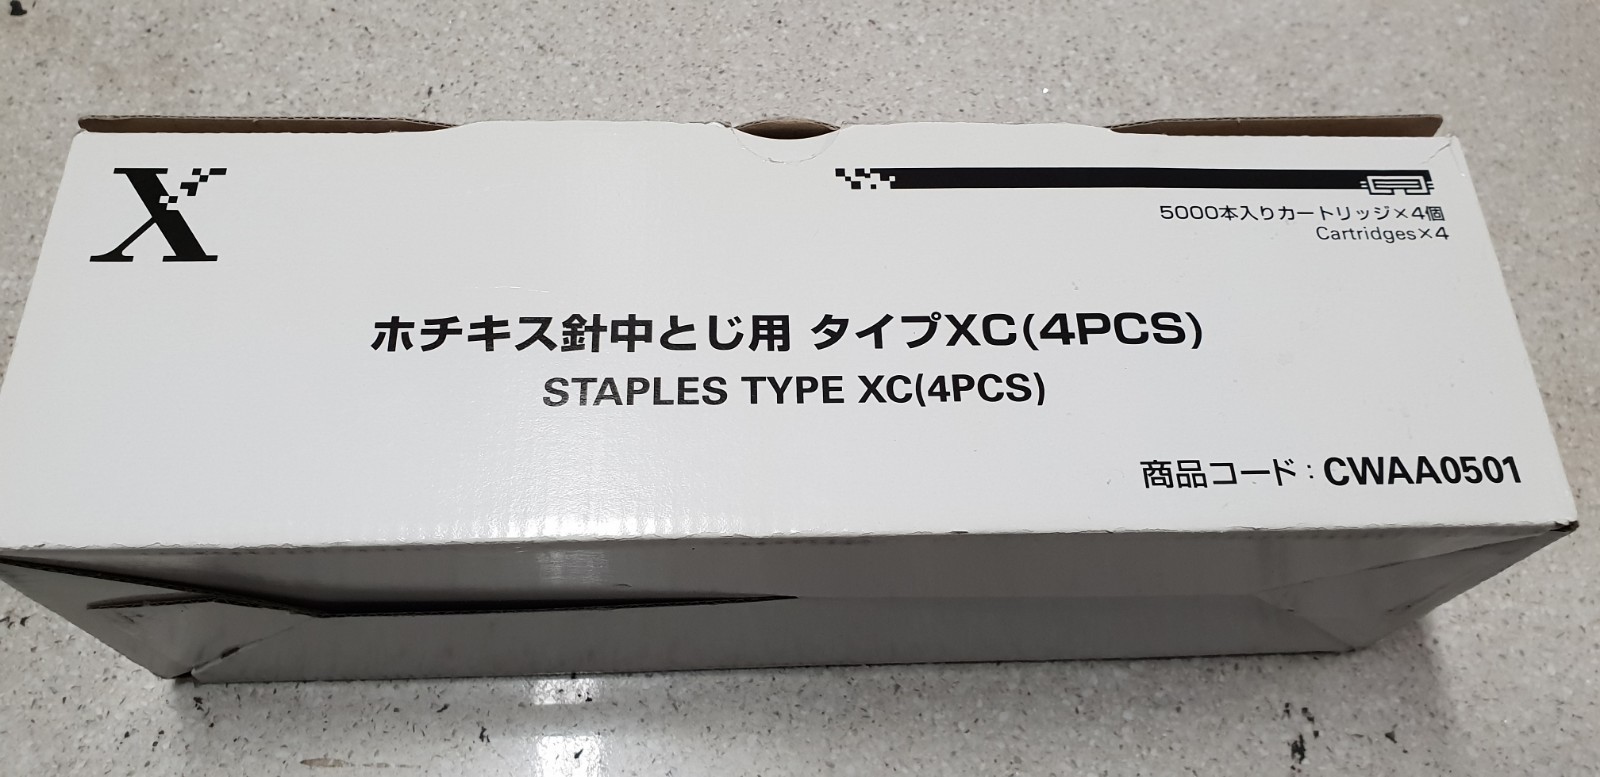 X
5000本入りカートリッジ×4個
Cartridges×4
ホチキス針中とじ用 タイプXC(4PCS)
STAPLES TYPE XC(4PCS)
商品コード:CWAA0501